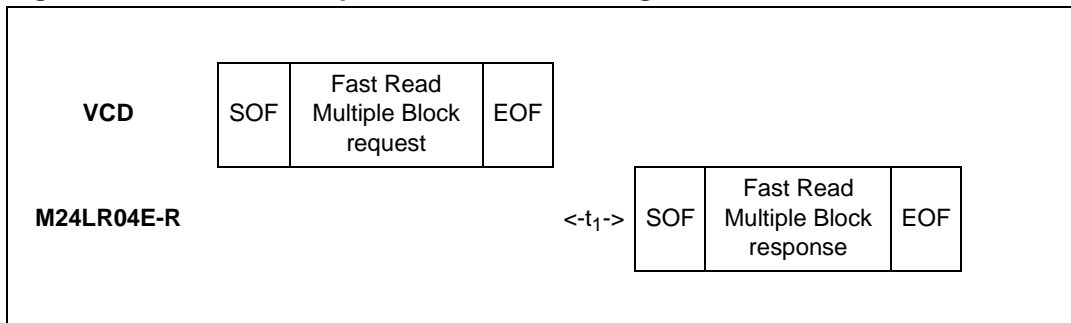 Fast Read
VCD SOF Multiple Block EOF
request
Fast Read
M24LR04E-R <-t1-> SOF Multiple Block EOF
response